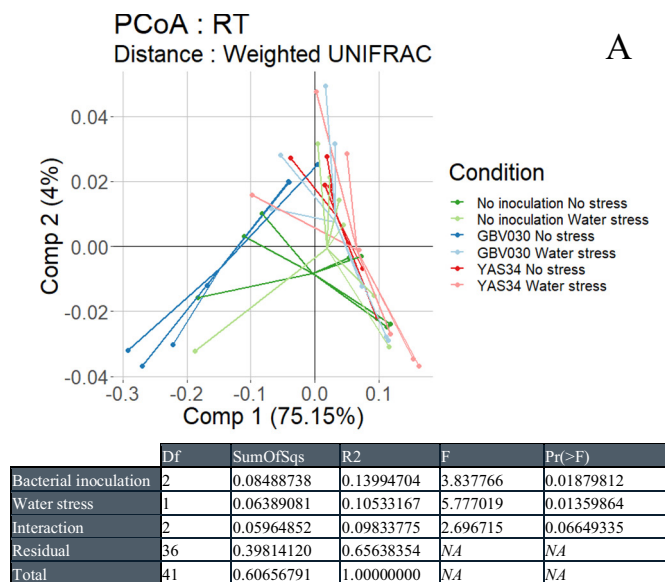 PCoA : RT
Distance : Weighted UNIFRAC
A
0.04
0.02
0.00
-0.02
-0.04
Comp 2 (4%)
-0.3 -0.2 -0.1 0.0 0.1
Comp 1 (75.15%)
Condition
No inoculation No stress
No inoculation Water stress
GBV030 No stress
GBV030 Water stress
YAS34 No stress
YAS34 Water stress
Df SumOfSqs R2 F Pr(>F)
Bacterial inoculation 2 0.08488738 0.13994704 3.837766 0.01879812
Water stress 1 0.06389081 0.10533167 5.777019 0.01359864
Interaction 2 0.05964852 0.09833775 2.696715 0.06649335
Residual 36 0.39814120 0.65638354 NA NA
Total 41 0.60656791 1.00000000 NA NA